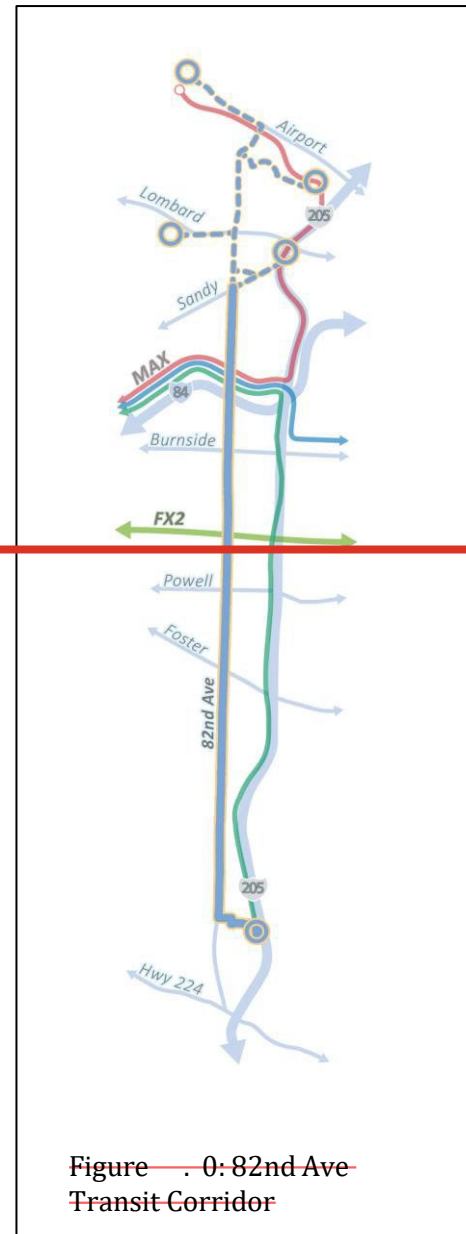 Airport
Lombard
205
Sandy
MAX
84
Burnside
FX2
Powell
Foster
82nd Ave
205
Hwy 224
Figure . 0: 82nd Ave
Transit Corridor